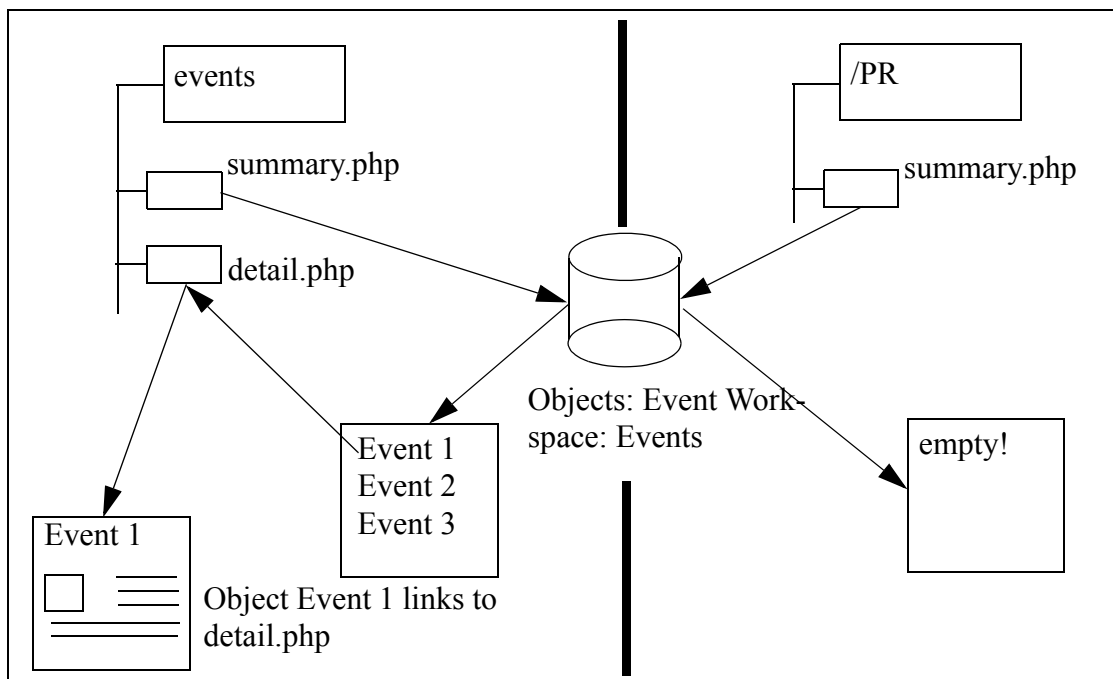 events
summary.php
detail.php
Event 1
Event 2
Event 3
Event 1
Object Event 1 links to
detail.php
Objects: Event Work-
space: Events
/PR
summary.php
empty!